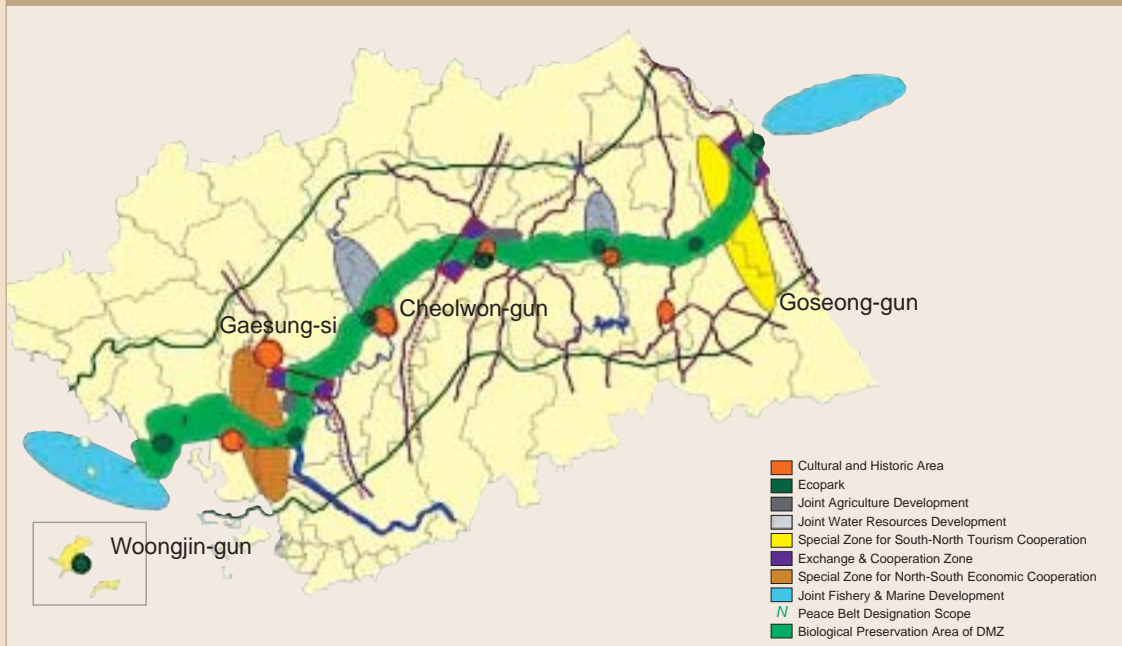 Goseong-gun
Cheolwon-gun
Gaesung-si
Woongjin-gun
Cultural and Historic Area
Ecopark
Joint Agriculture Development
Joint Water Resources Development
Special Zone for South-North Tourism Cooperation
Exchange & Cooperation Zone
Special Zone for North-South Economic Cooperation
Joint Fishery & Marine Development
N Peace Belt Designation Scope
Biological Preservation Area of DMZ